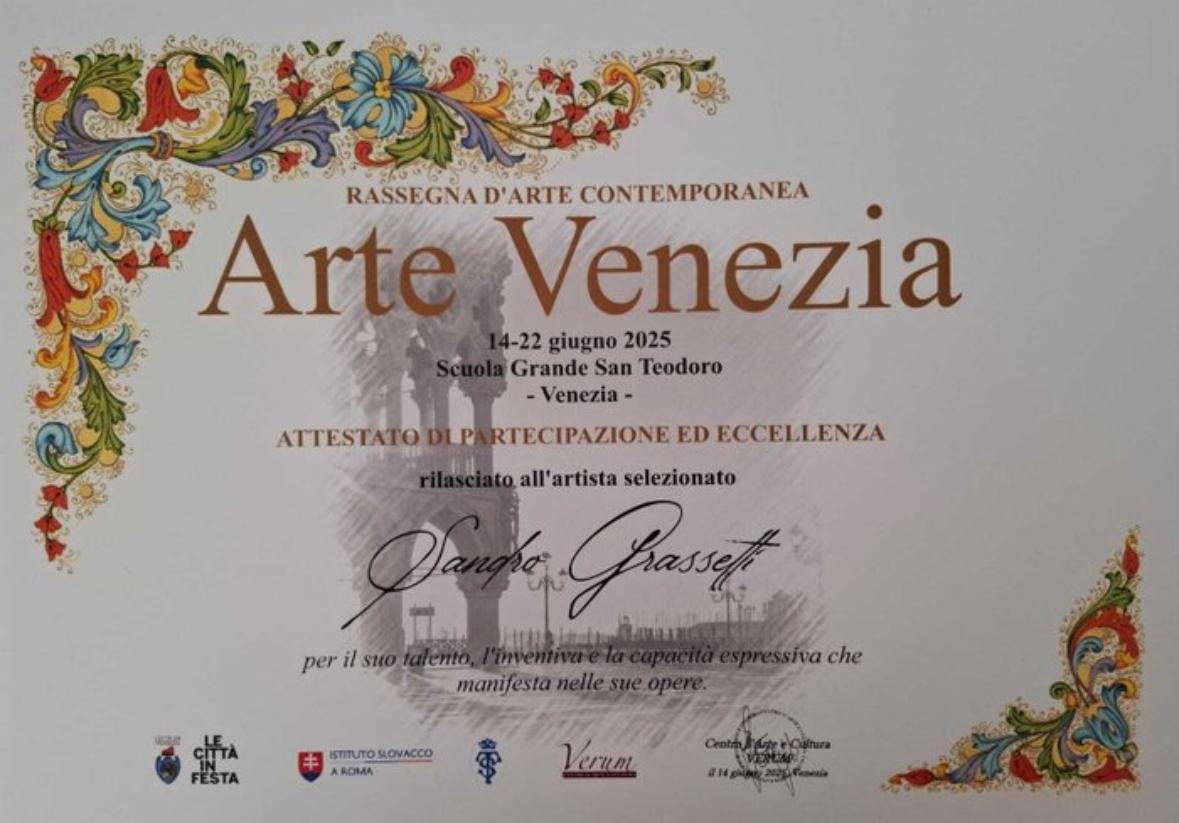 RASSEGNA D'ARTE CONTEMPORANEA
Arte Venezia
14-22 giugno 2025
Scuola Grande San Teodoro
- Venezia -
ATTESTATO DI PARTECIPAZIONE ED ECCELLENZA
rilasciato all'artista selezionato
Sandro Grassetti
per il suo talento, l'inventiva e la capacità espressiva che
manifesta nelle sue opere.
LE
CITTÀ
IN
FESTA
ISTITUTO SLOVACCO
A ROMA
Verum
Centro d'Arte e Cultura
VERUM
il 14 giugno 2025, Venezia